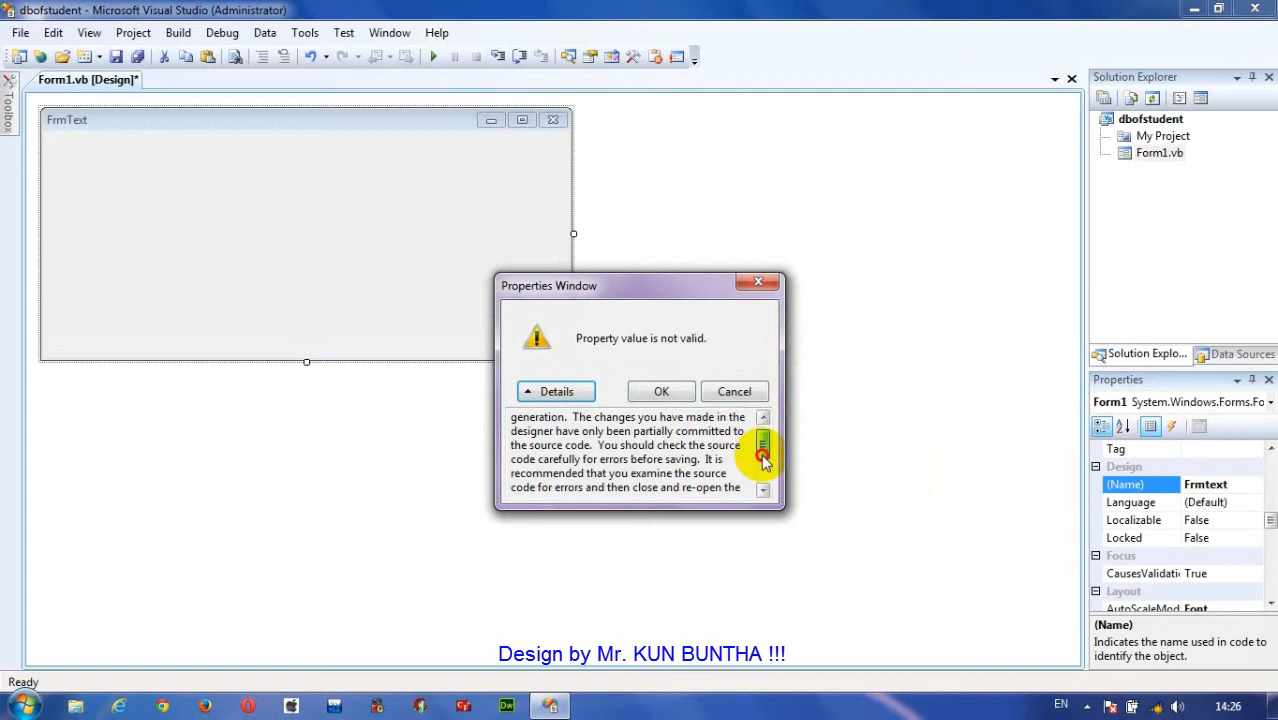 dbofstudent - Microsoft Visual Studio (Administrator)
File Edit View Project Build Debug Data Tools Test Window Help
Form1.vb [Design]*
Toolbox
FrmText
Solution Explorer
dbofstudent
My Project
Form1.vb
Solution Explo... Data Sources
Properties Window
Property value is not valid.
Details OK Cancel
generation. The changes you have made in the
designer have only been partially committed to
the source code. You should check the source
code carefully for errors before saving. It is
recommended that you examine the source
code for errors and then close and re-open the
Properties
Form1 System.Windows.Forms.Fo
Tag
Design
(Name) Frmtext
Language (Default)
Localizable False
Locked False
Focus
CausesValidati True
Layout
AutoScaleMod Font
(Name)
Indicates the name used in code to
identify the object.
Design by Mr. KUN BUNTHA !!!
Ready
Dw
EN
14:26